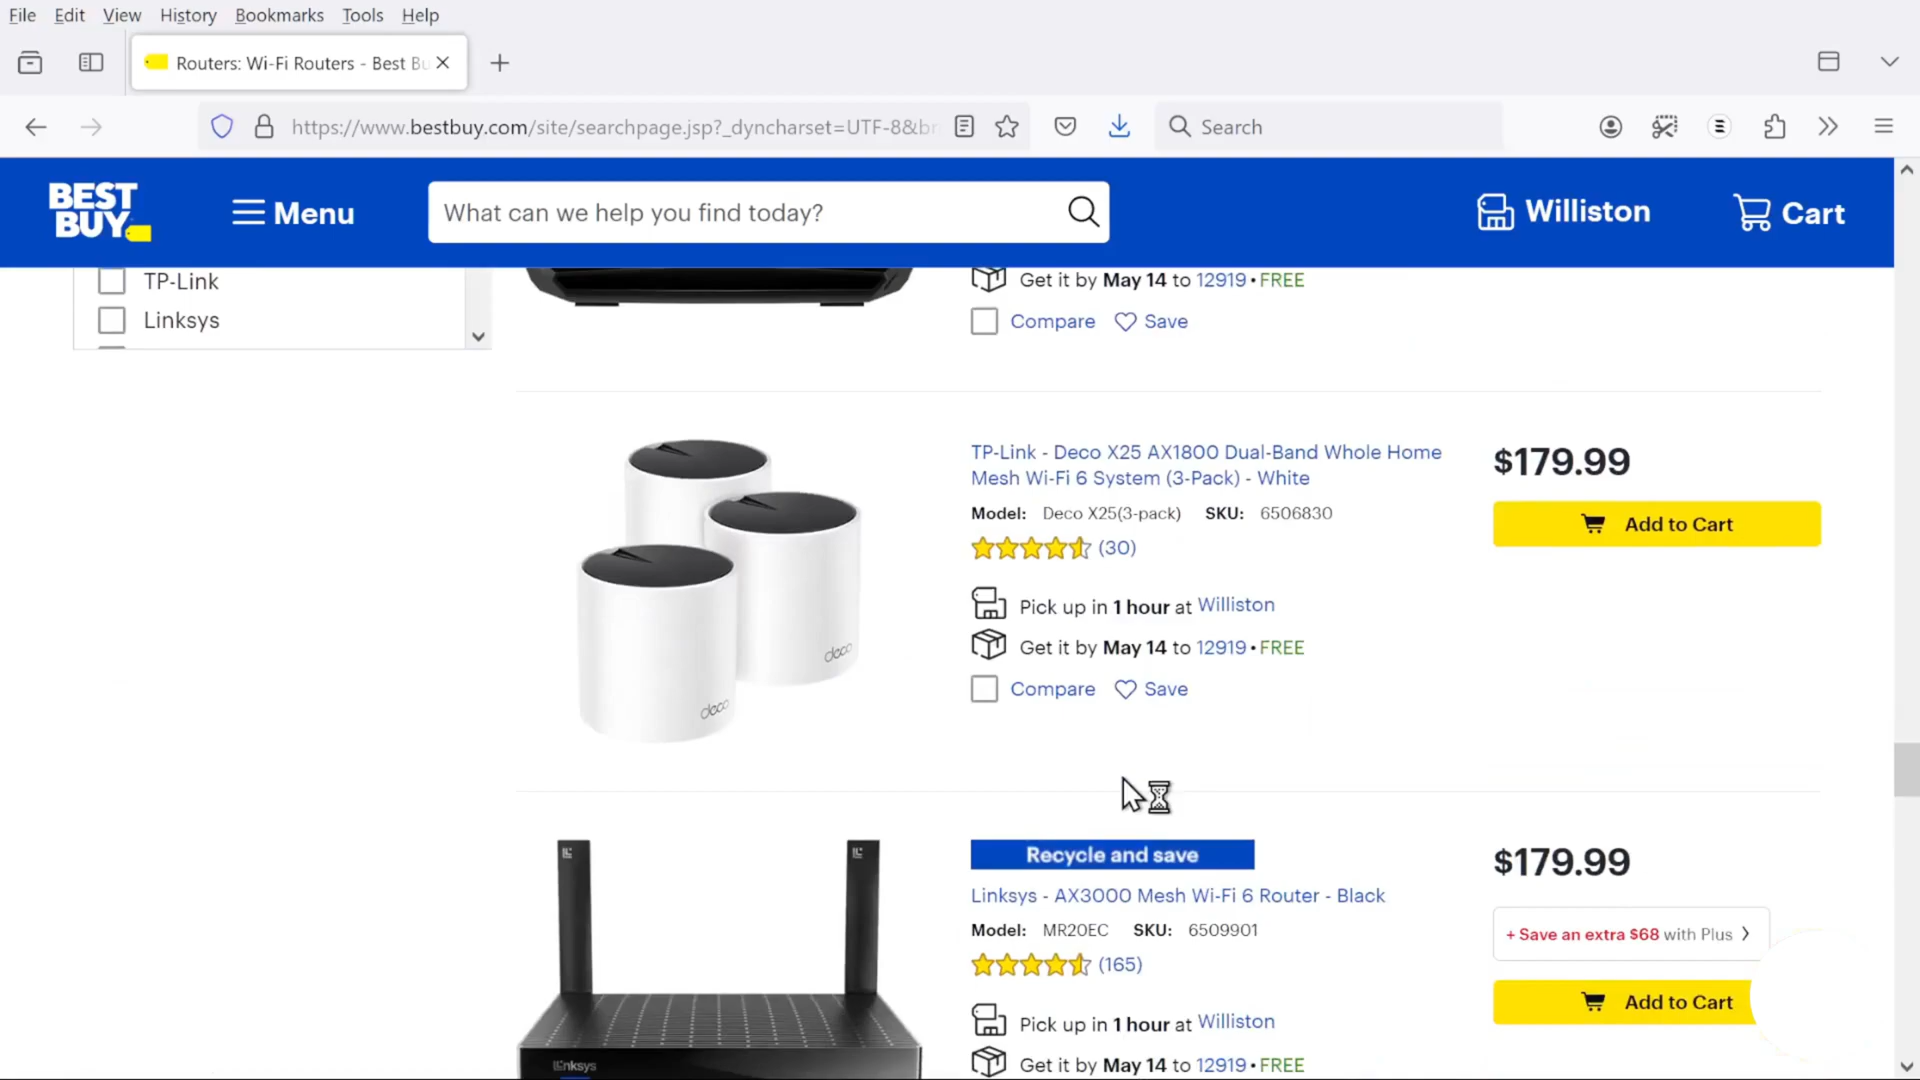 File Edit View History Bookmarks Tools Help
Routers: Wi-Fi Routers - Best Bu
https://www.bestbuy.com/site/searchpage.jsp?_dyncharset=UTF-8&br
Search
BEST
BUY
Menu
What can we help you find today?
Williston
Cart
TP-Link
Linksys
Get it by May 14 to 12919 • FREE
Compare Save
TP-Link - Deco X25 AX1800 Dual-Band Whole Home
Mesh Wi-Fi 6 System (3-Pack) - White
Model: Deco X25(3-pack) SKU: 6506830
(30)
Pick up in 1 hour at Williston
Get it by May 14 to 12919 • FREE
Compare Save
$179.99
Add to Cart
deco
deco
Recycle and save
Linksys - AX3000 Mesh Wi-Fi 6 Router - Black
Model: MR20EC SKU: 6509901
(165)
Pick up in 1 hour at Williston
Get it by May 14 to 12919 • FREE
$179.99
+ Save an extra $68 with Plus
Add to Cart
Linksys